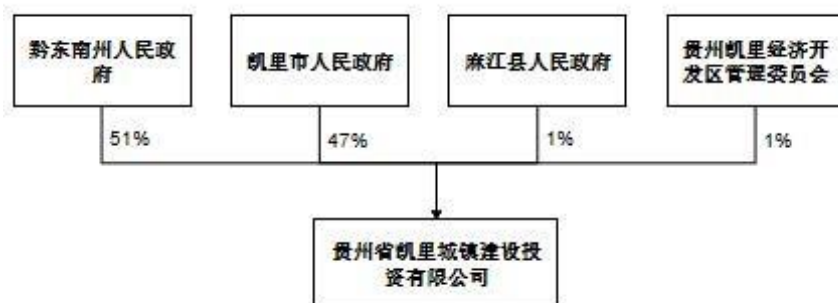 黔东南州人民政
府
凯里市人民政府
麻江县人民政府
贵州凯里经济开
发区管理委员会
51%
47%
1%
1%
贵州省凯里城镇建设投
资有限公司